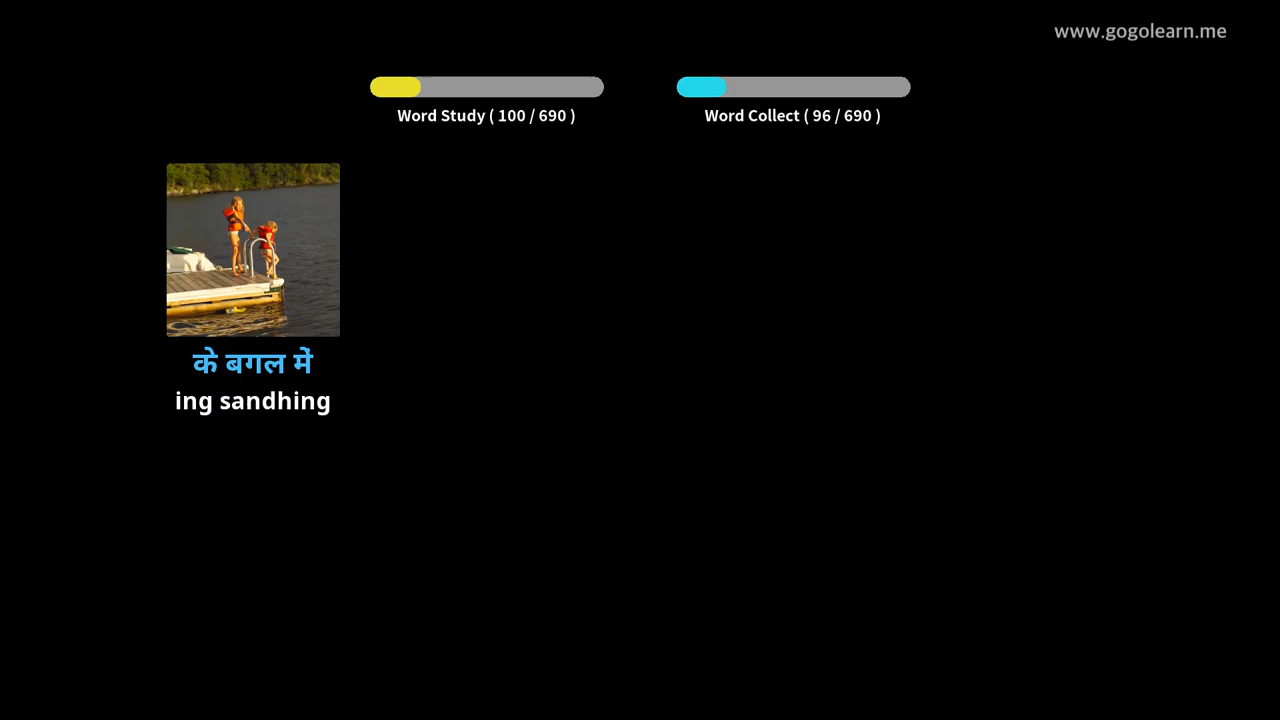 www.gogolearn.me
Word Study ( 100 / 690 )
Word Collect ( 96 / 690 )
के बगल में
ing sandhing